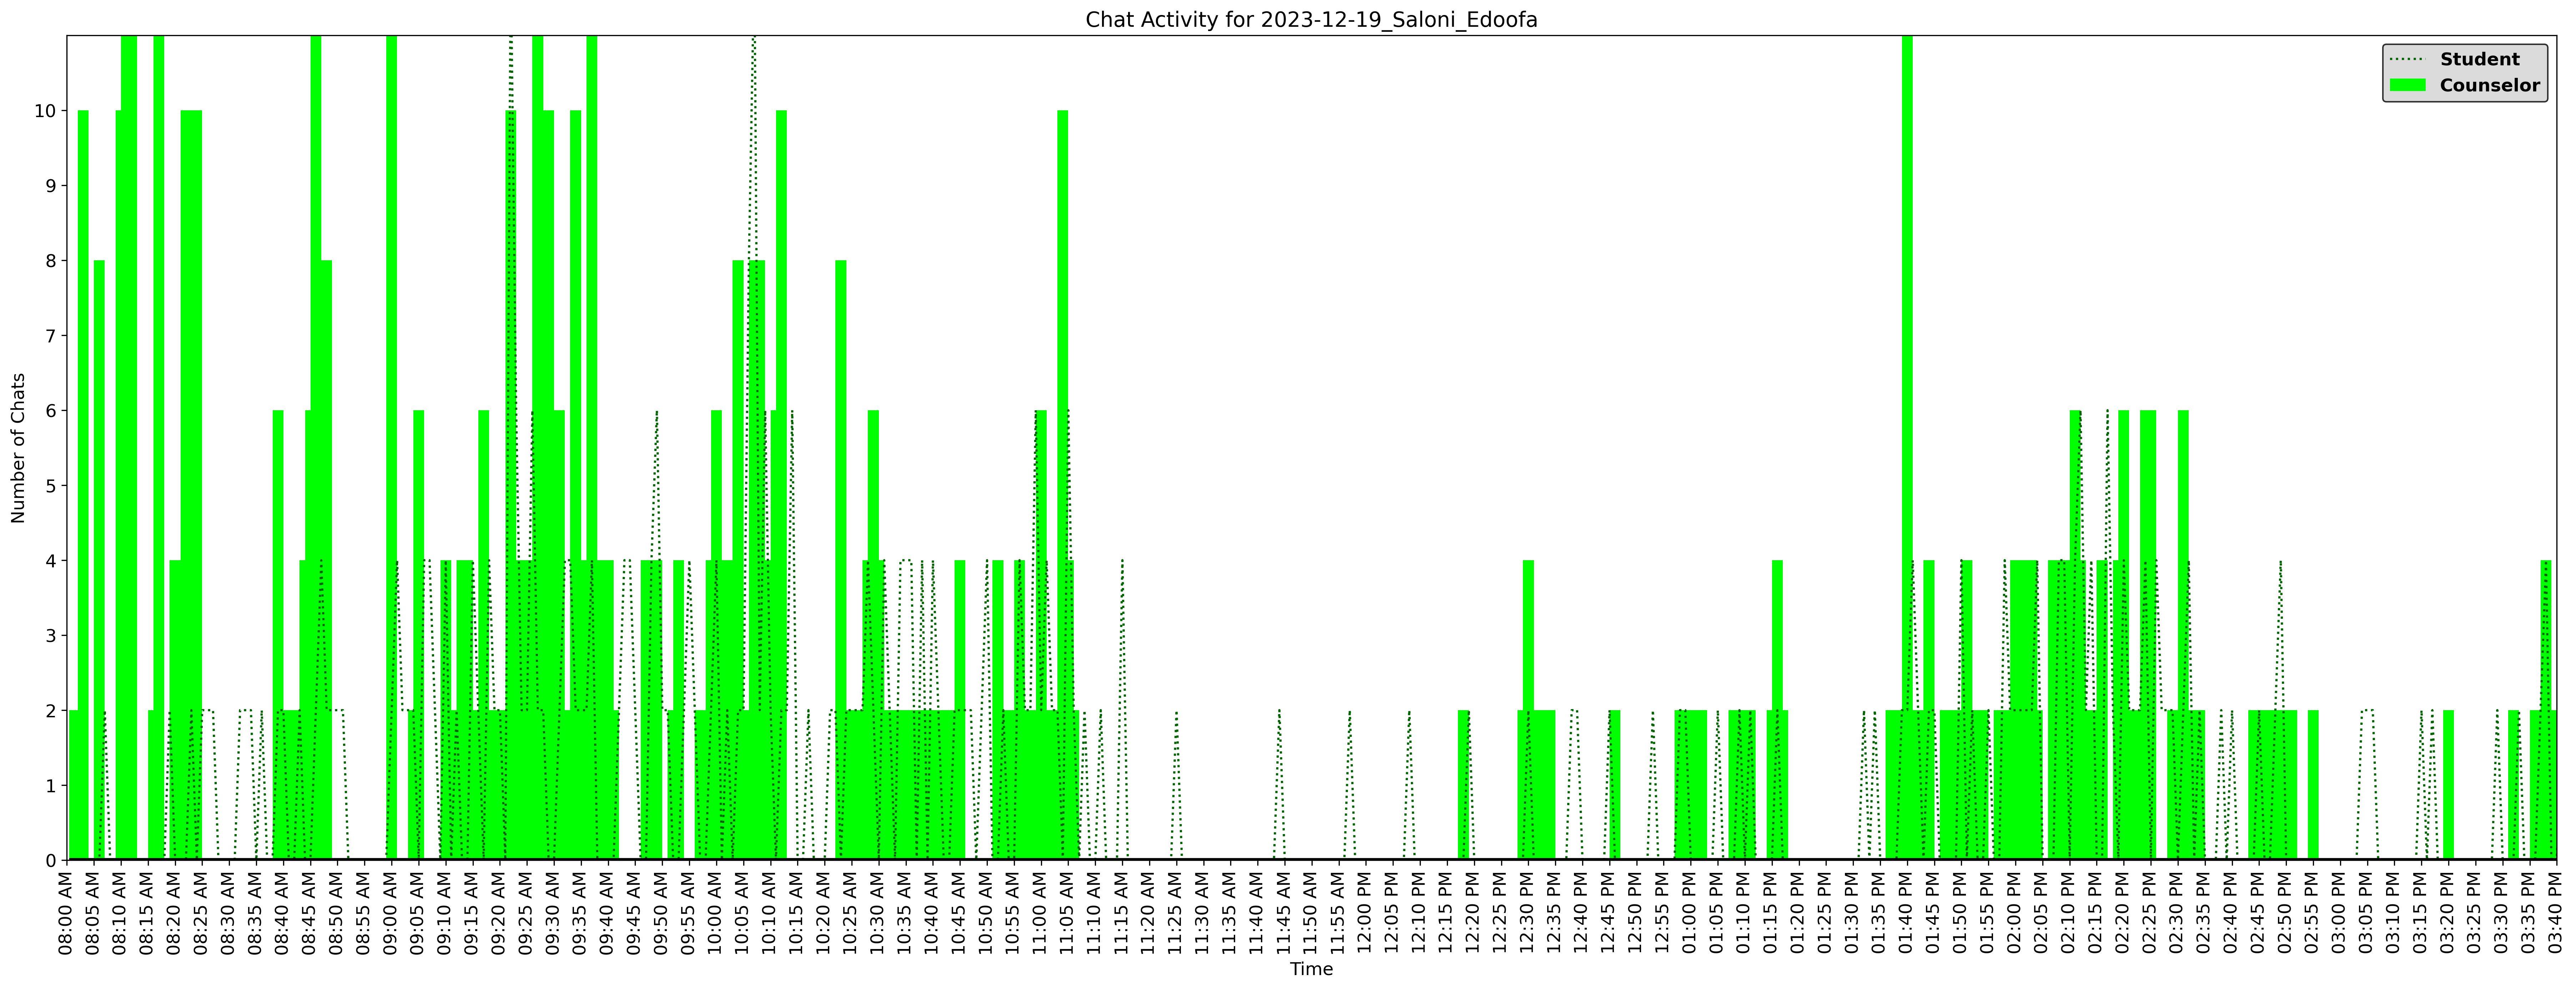 Chat Activity for 2023-12-19_Saloni_Edoofa
Student
Counselor
Number of Chats
10
9
8
7
6
5
4
3
2
1
0
08:00 AM
08:05 AM
08:10 AM
08:15 AM
08:20 AM
08:25 AM
08:30 AM
08:35 AM
08:40 AM
08:45 AM
08:50 AM
08:55 AM
09:00 AM
09:05 AM
09:10 AM
09:15 AM
09:20 AM
09:25 AM
09:30 AM
09:35 AM
09:40 AM
09:45 AM
09:50 AM
09:55 AM
10:00 AM
10:05 AM
10:10 AM
10:15 AM
10:20 AM
10:25 AM
10:30 AM
10:35 AM
10:40 AM
10:45 AM
10:50 AM
10:55 AM
11:00 AM
11:05 AM
11:10 AM
11:15 AM
11:20 AM
11:25 AM
11:30 AM
11:35 AM
11:40 AM
11:45 AM
11:50 AM
11:55 AM
12:00 PM
12:05 PM
12:10 PM
12:15 PM
12:20 PM
12:25 PM
12:30 PM
12:35 PM
12:40 PM
12:45 PM
12:50 PM
12:55 PM
01:00 PM
01:05 PM
01:10 PM
01:15 PM
01:20 PM
01:25 PM
01:30 PM
01:35 PM
01:40 PM
01:45 PM
01:50 PM
01:55 PM
02:00 PM
02:05 PM
02:10 PM
02:15 PM
02:20 PM
02:25 PM
02:30 PM
02:35 PM
02:40 PM
02:45 PM
02:50 PM
02:55 PM
03:00 PM
03:05 PM
03:10 PM
03:15 PM
03:20 PM
03:25 PM
03:30 PM
03:35 PM
03:40 PM
Time